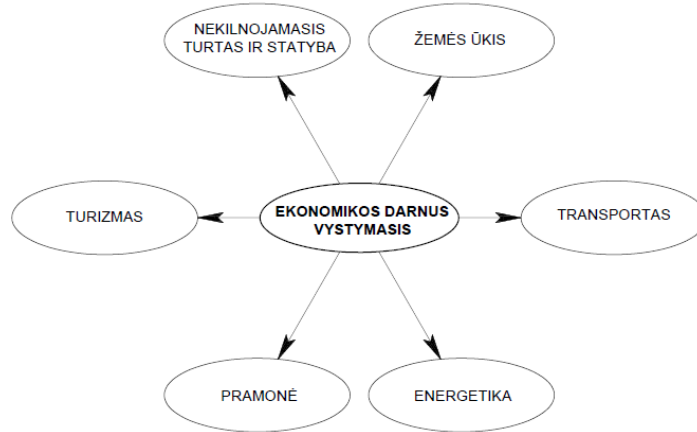 NEKILNOJAMASIS
TURTAS IR STATYBA
ŽEMĖS ŪKIS
TURIZMAS
EKONOMIKOS DARNUS
VYSTYMASIS
TRANSPORTAS
PRAMONĖ
ENERGETIKA